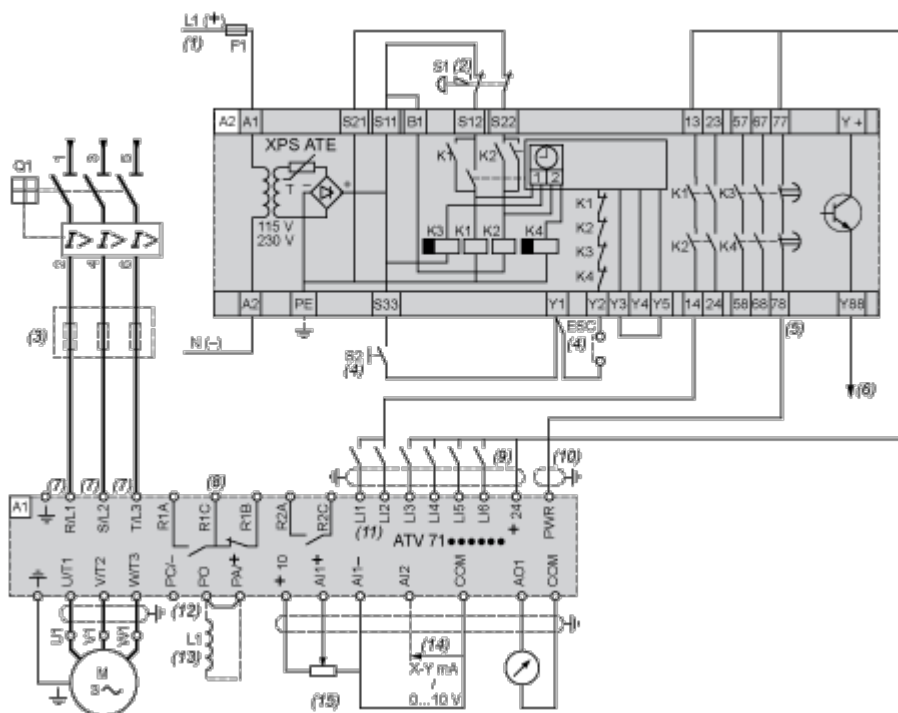 L1 (+)
(1)
F1
S1 (2)
A2 A1 S21 S11 B1 S12 S22 13 23 57 67 77 Y+
XPS ATE
T
+
115 V
230 V
K1 K2
1 2
K3 K1 K2 K4
K1
K2
K3
K4
K1 K3
K2 K4
A2 PE S33 Y1 Y2 Y3 Y4 Y5 14 24 58 68 78 Y88
N (–)
S2
(4)
ESC
(4)
(5)
(6)
Q1
1 3 5
I> I> I>
2 4 6
(3)
(7) (7) (7)
(8)
(9)
(10)
A1
R/L1 S/L2 T/L3 R1A R1C R1B R2A R2C LI1 LI2 LI3 LI4 LI5 LI6 +24 PWR
(11)
ATV 71●●●●●●
U/T1 V/T2 W/T3 PC/– PO PA/+ +10 AI1+ AI1– AI2 COM AO1 COM
(12)
U1 V1 W1
L1
(13)
M
3 ~
(14)
X-Y mA
/
0...10 V
(15)